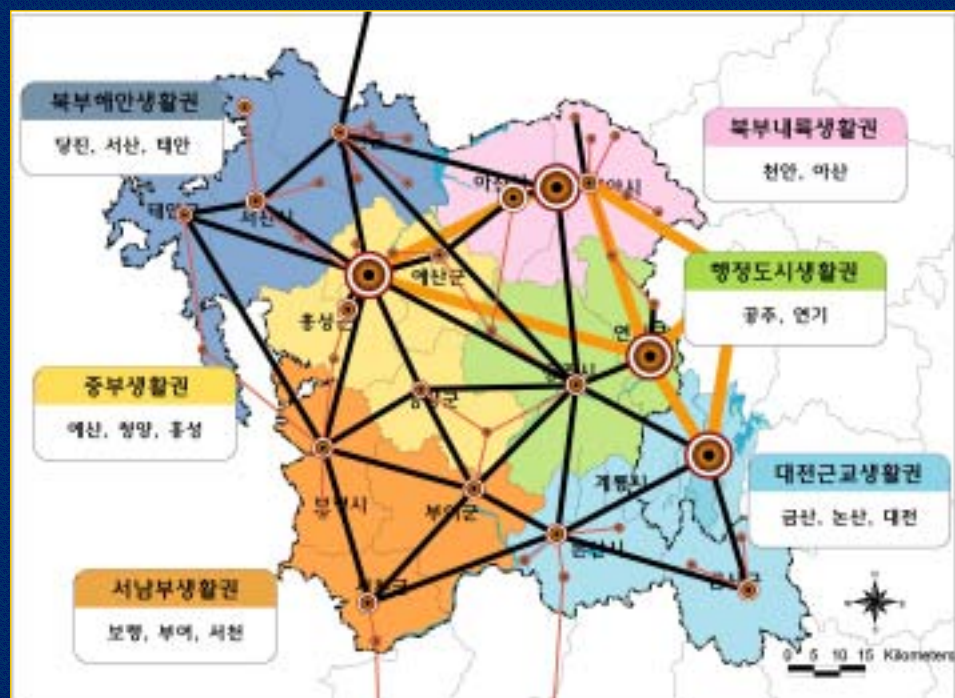 북부해안생활권
당진, 서산, 태안
북부내륙생활권
천안, 아산
행정도시생활권
공주, 연기
중부생활권
예산, 청양, 홍성
대전근교생활권
금산, 논산, 대전
서남부생활권
보령, 부여, 서천
태안군
서산시
예산군
홍성군
계룡시
부여군
0 5 10 15 Kilometers